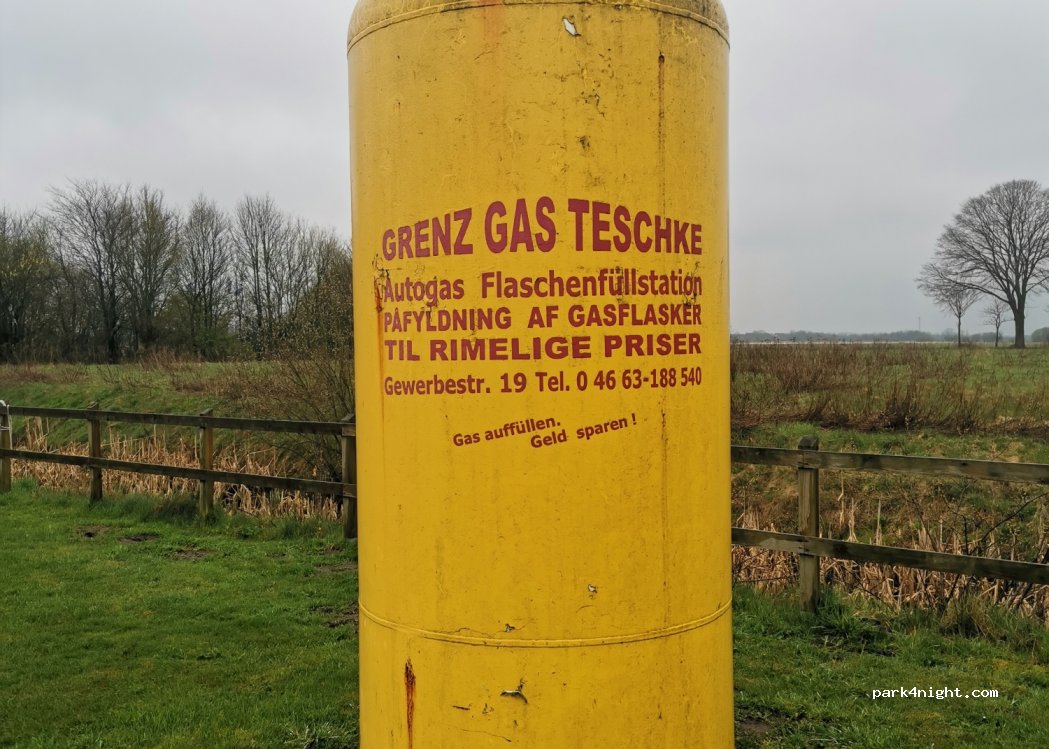 GRENZ GAS TESCHKE
Autogas Flaschenfüllstation
PÅFYLDNING AF GASFLASKER
TIL RIMELIGE PRISER
Gewerbestr. 19 Tel. 0 46 63-188 540
Gas auffüllen.
Geld sparen !
park4night.com